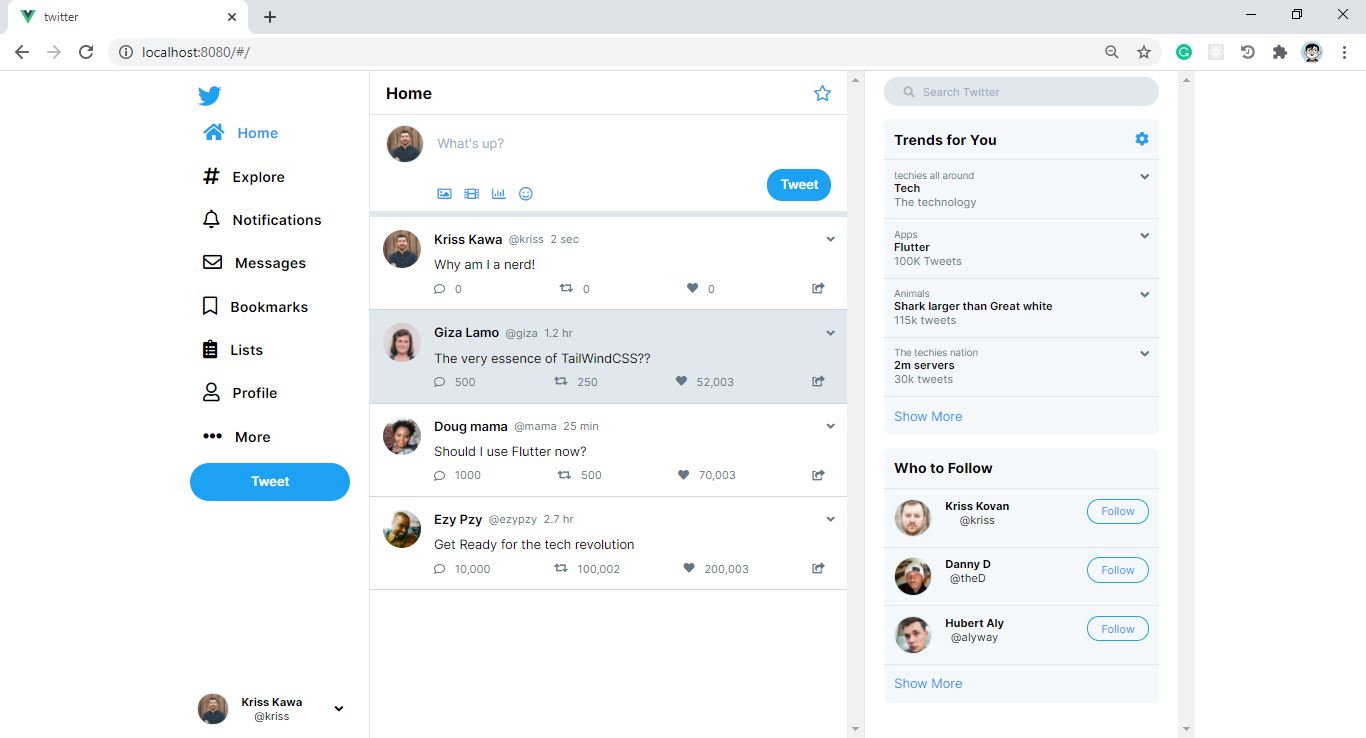 twitter
localhost:8080/#/
Home
Explore
Notifications
Messages
Bookmarks
Lists
Profile
More
Tweet
Kriss Kawa
@kriss
Home
What's up?
Tweet
Kriss Kawa @kriss 2 sec
Why am I a nerd!
0 0 0
Giza Lamo @giza 1.2 hr
The very essence of TailWindCSS??
500 250 52,003
Doug mama @mama 25 min
Should I use Flutter now?
1000 500 70,003
Ezy Pzy @ezypzy 2.7 hr
Get Ready for the tech revolution
10,000 100,002 200,003
Search Twitter
Trends for You
techies all around
Tech
The technology
Apps
Flutter
100K Tweets
Animals
Shark larger than Great white
115k tweets
The techies nation
2m servers
30k tweets
Show More
Who to Follow
Kriss Kovan
@kriss
Follow
Danny D
@theD
Follow
Hubert Aly
@alyway
Follow
Show More